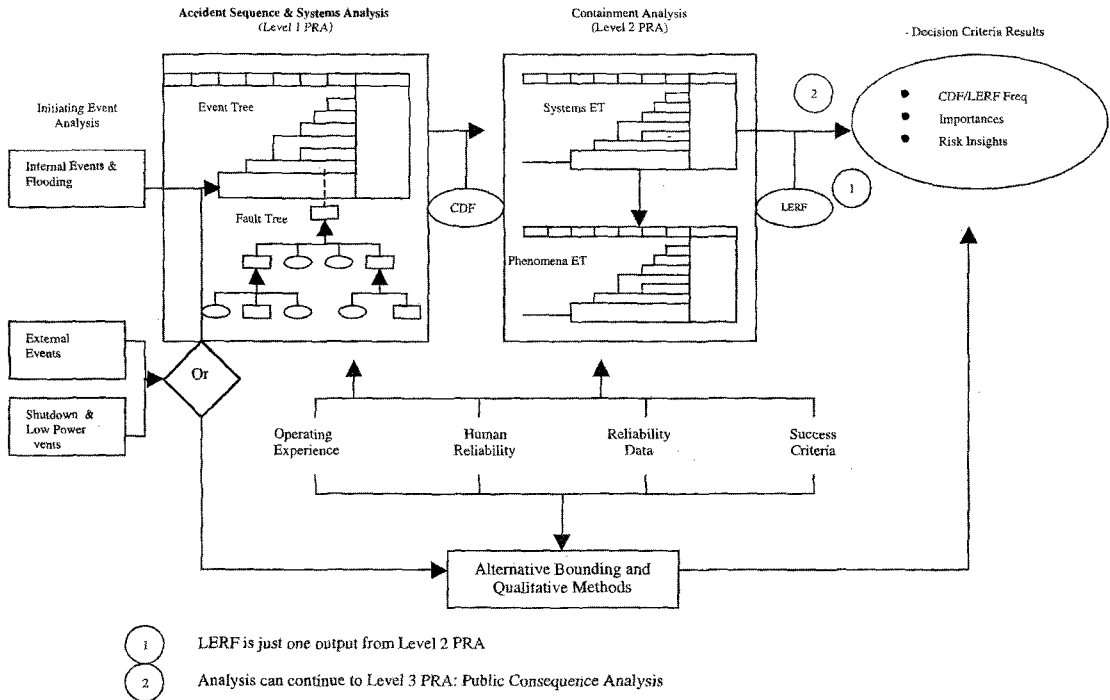 Accident Sequence & Systems Analysis
(Level 1 PRA)
Containment Analysis
(Level 2 PRA)
- Decision Criteria Results
Initiating Event
Analysis
Internal Events &
Flooding
Event Tree
Fault Tree
CDF
Systems ET
Phenomena ET
2
LERF
1
CDF/LERF Freq
Importances
Risk Insights
External
Events
Shutdown &
Low Power
vents
Or
Operating
Experience
Human
Reliability
Reliability
Data
Success
Criteria
Alternative Bounding and
Qualitative Methods
1 LERF is just one output from Level 2 PRA
2 Analysis can continue to Level 3 PRA: Public Consequence Analysis